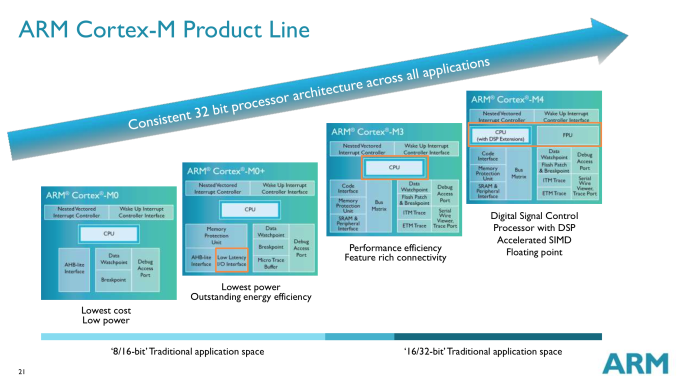 ARM Cortex-M Product Line
Consistent 32 bit processor architecture across all applications
ARM® Cortex®-M0
Nested Vectored
Interrupt Controller
Wake Up Interrupt
Controller Interface
CPU
AHB-lite
Interface
Data
Watchpoint
Breakpoint
Debug
Access
Port
Lowest cost
Low power
ARM® Cortex®-M0+
Nested Vectored
Interrupt Controller
Wake Up Interrupt
Controller Interface
CPU
Memory
Protection
Unit
AHB-lite
Interface
Low Latency
I/O Interface
Data
Watchpoint
Breakpoint
Micro Trace
Buffer
Debug
Access
Port
Lowest power
Outstanding energy efficiency
ARM® Cortex®-M3
Nested Vectored
Interrupt Controller
Wake Up Interrupt
Controller Interface
CPU
Code
Interface
Memory
Protection
Unit
SRAM &
Peripheral
Interface
Bus
Matrix
Data
Watchpoint
Flash Patch
& Breakpoint
ITM Trace
ETM Trace
Debug
Access
Port
Serial
Wire
Viewer,
Trace Port
Performance efficiency
Feature rich connectivity
ARM® Cortex®-M4
Nested Vectored
Interrupt Controller
Wake Up Interrupt
Controller Interface
CPU
(with DSP Extensions)
FPU
Code
Interface
Memory
Protection
Unit
SRAM &
Peripheral
Interface
Bus
Matrix
Data
Watchpoint
Flash Patch
& Breakpoint
ITM Trace
ETM Trace
Debug
Access
Port
Serial
Wire
Viewer,
Trace Port
Digital Signal Control
Processor with DSP
Accelerated SIMD
Floating point
‘8/16-bit’ Traditional application space
‘16/32-bit’ Traditional application space
21
ARM